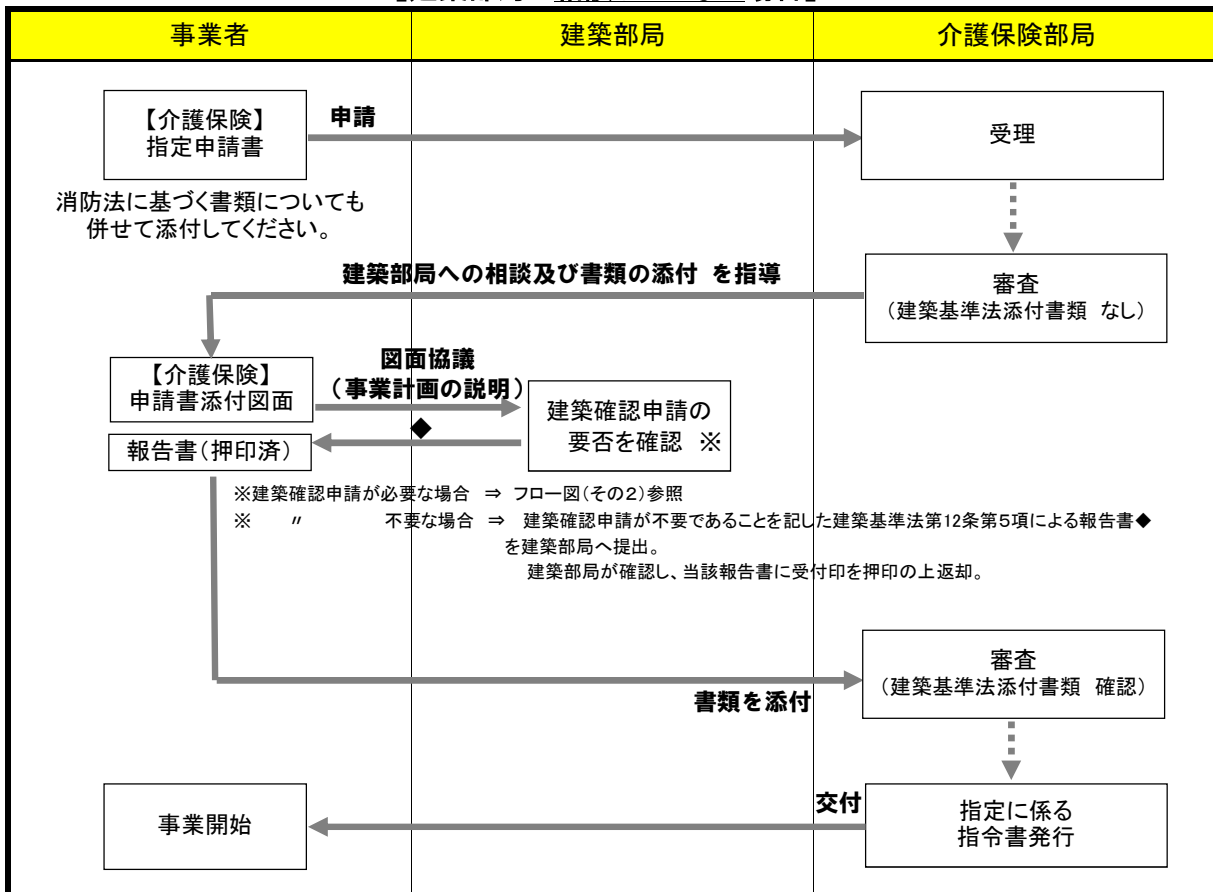 事業者
建築部局
介護保険部局
【介護保険】
指定申請書
申請
受理
消防法に基づく書類についても
併せて添付してください。
建築部局への相談及び書類の添付 を指導
審査
(建築基準法添付書類 なし)
【介護保険】
申請書添付図面
図面協議
(事業計画の説明)
建築確認申請の
要否を確認 ※
◆
報告書(押印済)
※建築確認申請が必要な場合 ⇒ フロー図(その2)参照
※ 〃 不要な場合 ⇒ 建築確認申請が不要であることを記した建築基準法第12条第5項による報告書◆
を建築部局へ提出。
建築部局が確認し、当該報告書に受付印を押印の上返却。
審査
(建築基準法添付書類 確認)
書類を添付
事業開始
交付
指定に係る
指令書発行